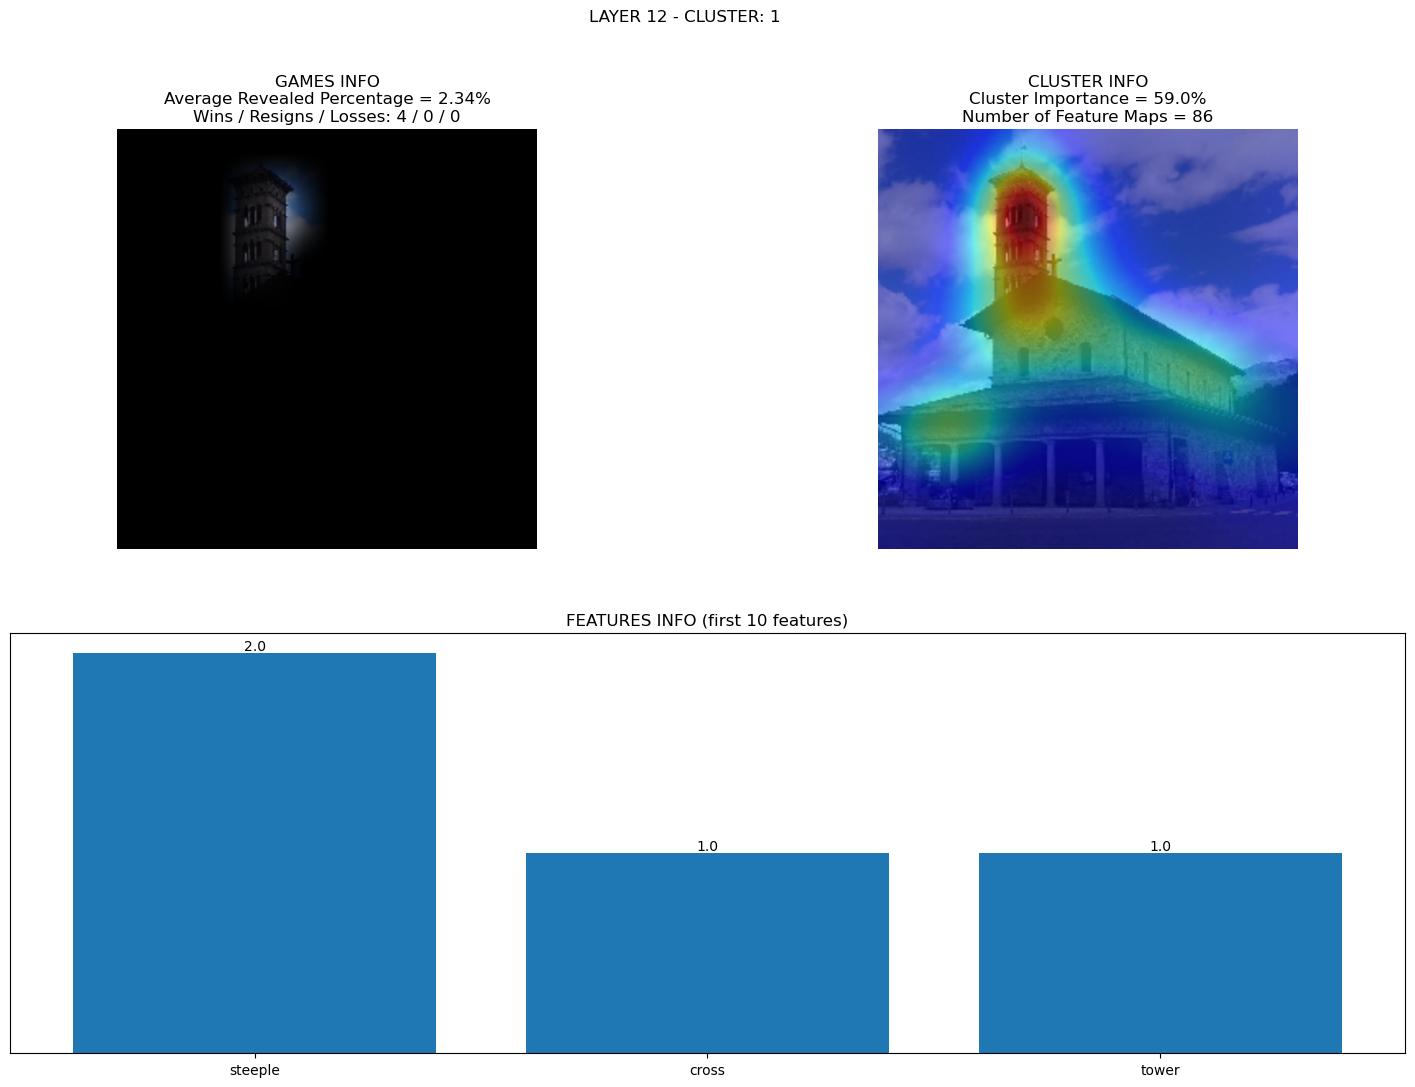 LAYER 12 - CLUSTER: 1
GAMES INFO
Average Revealed Percentage = 2.34%
Wins / Resigns / Losses: 4 / 0 / 0
CLUSTER INFO
Cluster Importance = 59.0%
Number of Feature Maps = 86
FEATURES INFO (first 10 features)
2.0
1.0
1.0
steeple
cross
tower